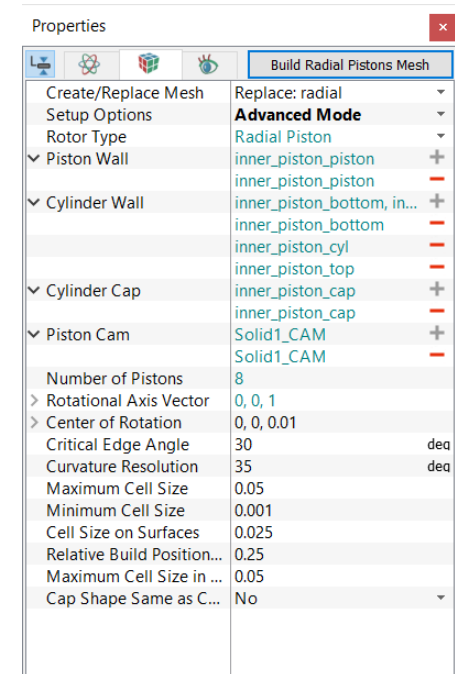 Properties
Build Radial Pistons Mesh
Create/Replace Mesh Replace: radial
Setup Options Advanced Mode
Rotor Type Radial Piston
Piston Wall inner_piston_piston
inner_piston_piston
Cylinder Wall inner_piston_bottom, in...
inner_piston_bottom
inner_piston_cyl
inner_piston_top
Cylinder Cap inner_piston_cap
inner_piston_cap
Piston Cam Solid1_CAM
Solid1_CAM
Number of Pistons 8
Rotational Axis Vector 0, 0, 1
Center of Rotation 0, 0, 0.01
Critical Edge Angle 30 deg
Curvature Resolution 35 deg
Maximum Cell Size 0.05
Minimum Cell Size 0.001
Cell Size on Surfaces 0.025
Relative Build Position... 0.25
Maximum Cell Size in ... 0.05
Cap Shape Same as C... No